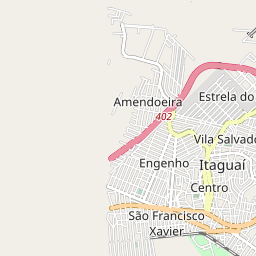 Amendoeira
Estrela do
402
Vila Salvado
Engenho
Itaguaí
Centro
São Francisco
Xavier